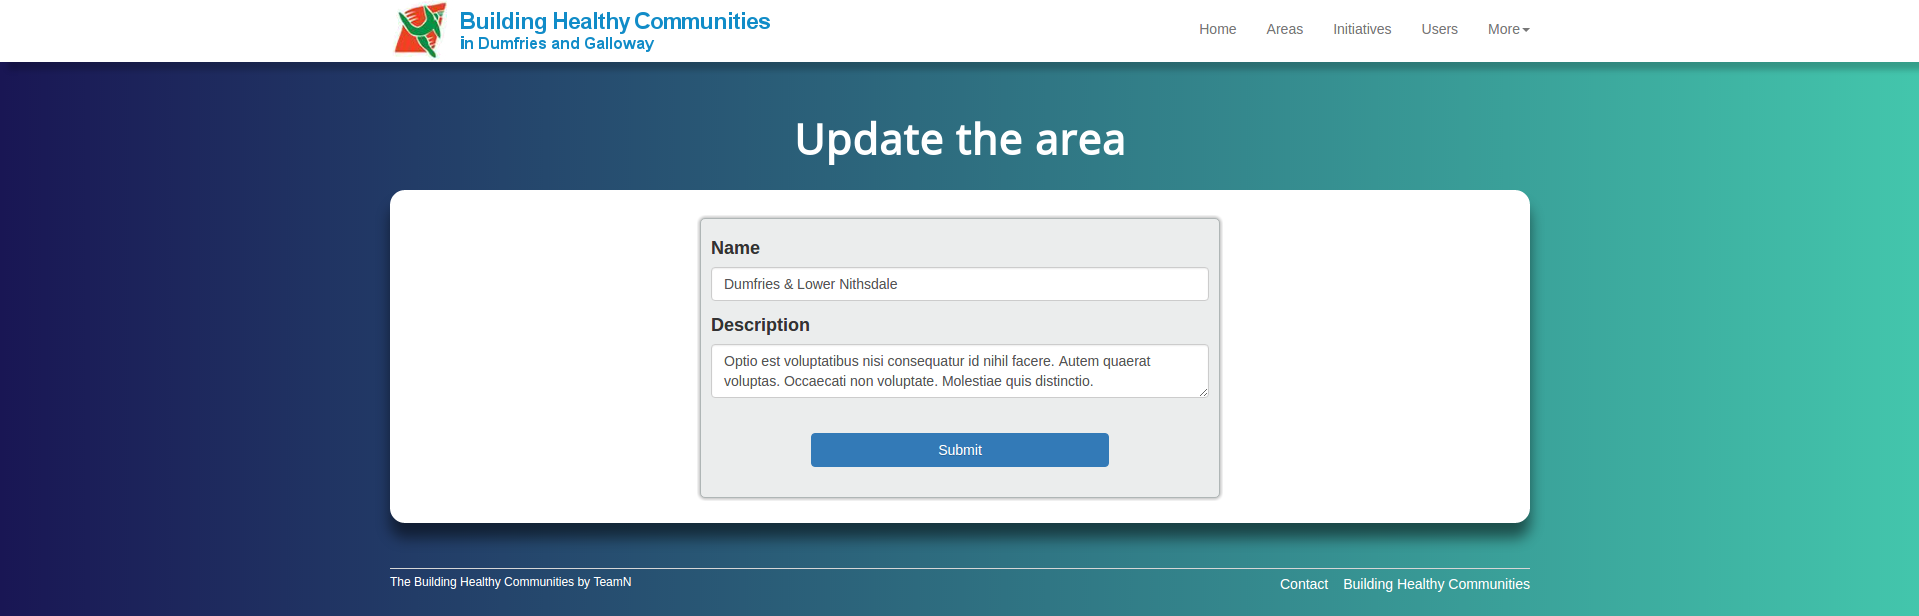 Building Healthy Communities
in Dumfries and Galloway
Home Areas Initiatives Users More
Update the area
Name
Dumfries & Lower Nithsdale
Description
Optio est voluptatibus nisi consequatur id nihil facere. Autem quaerat
voluptas. Occaecati non voluptate. Molestiae quis distinctio.
Submit
The Building Healthy Communities by TeamN
Contact Building Healthy Communities